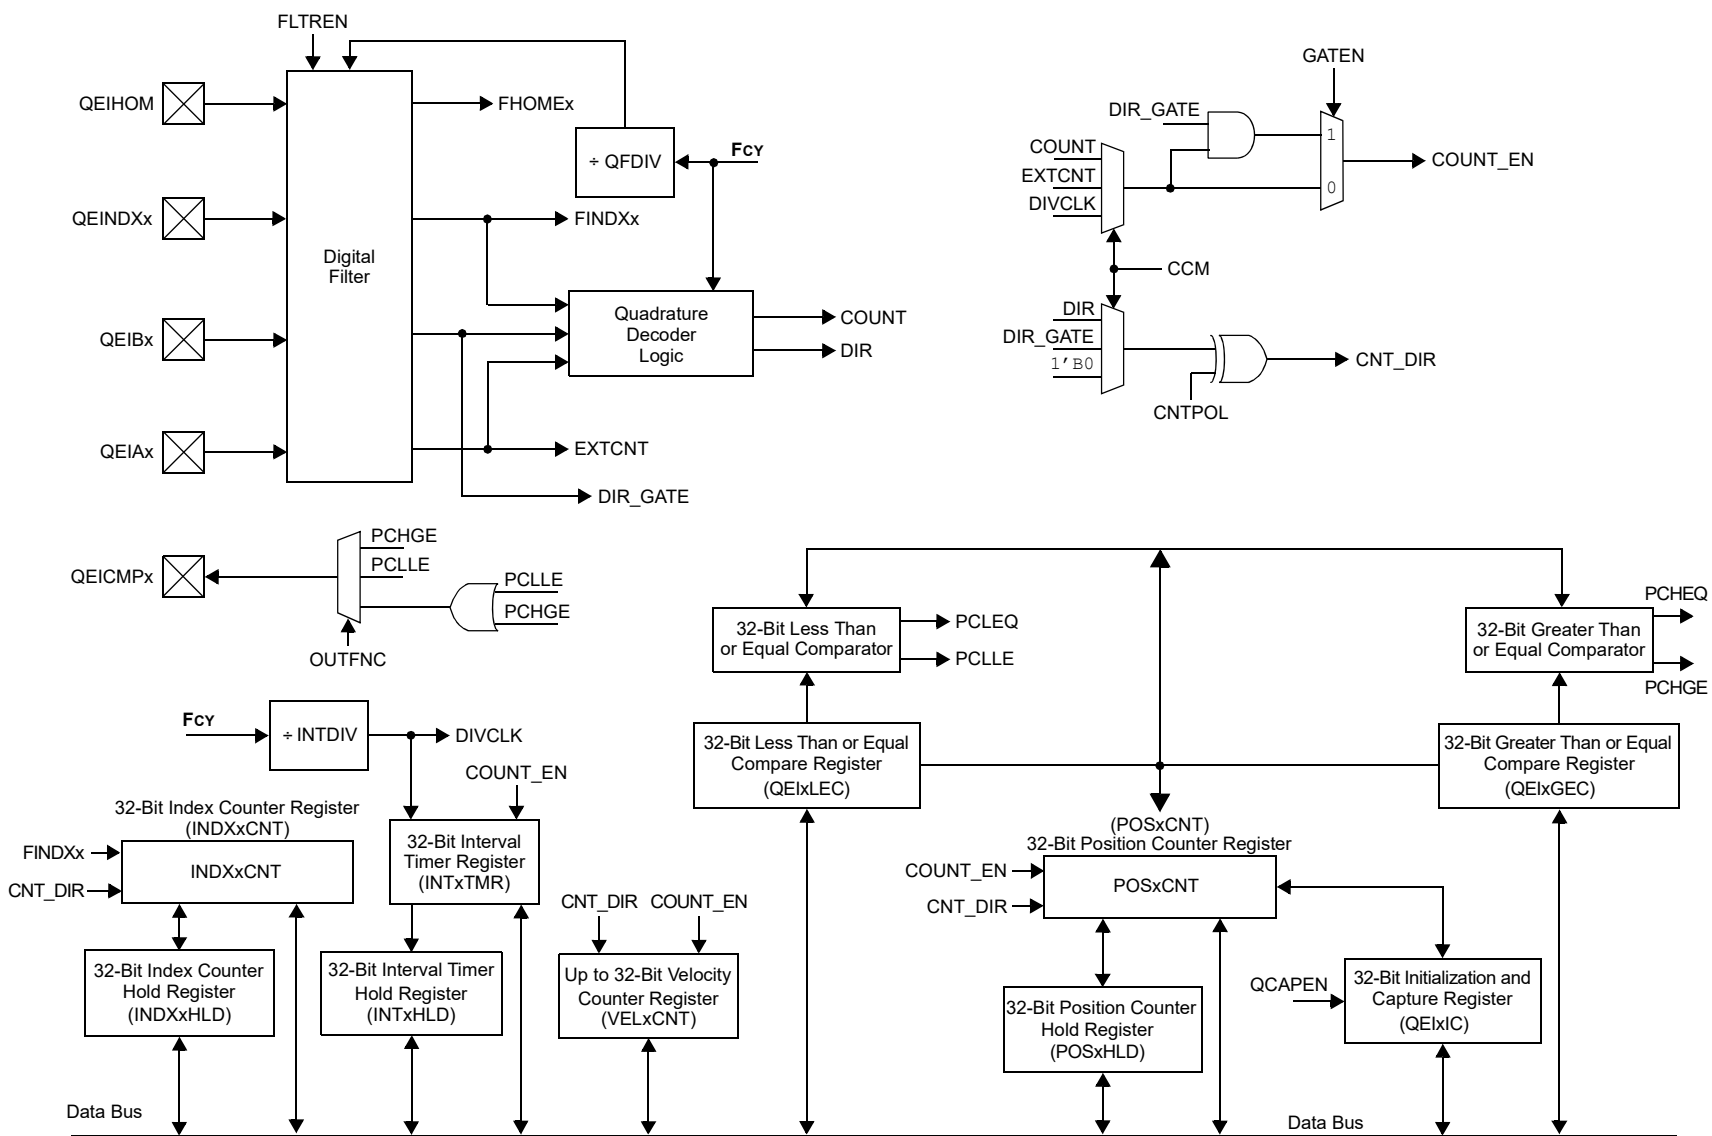 FLTREN
QEIHOM
FHOMEx
÷ QFDIV
FCY
QEINDXx
FINDXx
Digital
Filter
QEIBx
Quadrature
Decoder
Logic
COUNT
DIR
QEIAx
EXTCNT
DIR_GATE
GATEN
DIR_GATE
COUNT
EXTCNT
DIVCLK
1
0
COUNT_EN
CCM
DIR
DIR_GATE
1'B0
CNT_DIR
CNTPOL
QEICMPx
PCHGE
PCLLE
PCLLE
PCHGE
OUTFNC
32-Bit Less Than
or Equal Comparator
PCLEQ
PCLLE
32-Bit Greater Than
or Equal Comparator
PCHEQ
PCHGE
FCY
÷ INTDIV
DIVCLK
COUNT_EN
32-Bit Less Than or Equal
Compare Register
(QEIxLEC)
32-Bit Greater Than or Equal
Compare Register
(QEIxGEC)
32-Bit Index Counter Register
(INDXxCNT)
FINDXx
CNT_DIR
INDXxCNT
32-Bit Interval
Timer Register
(INTxTMR)
(POSxCNT)
32-Bit Position Counter Register
COUNT_EN
CNT_DIR
POSxCNT
CNT_DIR
COUNT_EN
32-Bit Index Counter
Hold Register
(INDXxHLD)
32-Bit Interval Timer
Hold Register
(INTxHLD)
Up to 32-Bit Velocity
Counter Register
(VELxCNT)
32-Bit Position Counter
Hold Register
(POSxHLD)
QCAPEN
32-Bit Initialization and
Capture Register
(QEIxIC)
Data Bus
Data Bus